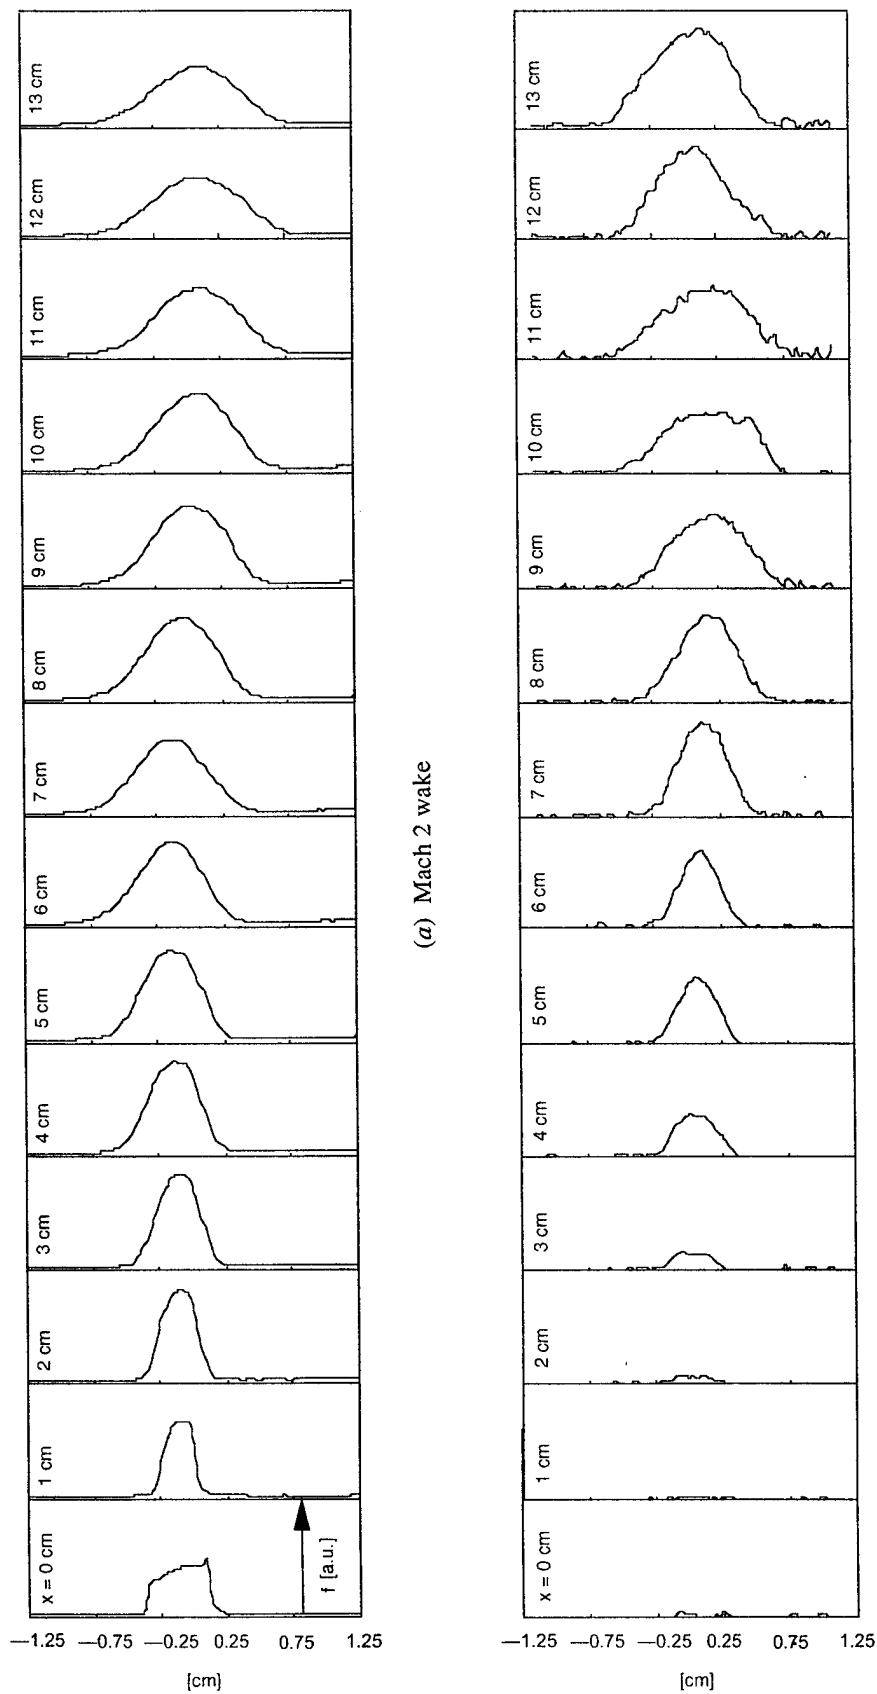 13 cm
12 cm
11 cm
10 cm
9 cm
8 cm
7 cm
6 cm
5 cm
4 cm
3 cm
2 cm
1 cm
x = 0 cm
f [a.u.]
—1.25 —0.75 —0.25 0.25 0.75 1.25
[cm]
(a) Mach 2 wake
13 cm
12 cm
11 cm
10 cm
9 cm
8 cm
7 cm
6 cm
5 cm
4 cm
3 cm
2 cm
1 cm
x = 0 cm
—1.25 —0.75 —0.25 0.25 0.75 1.25
[cm]